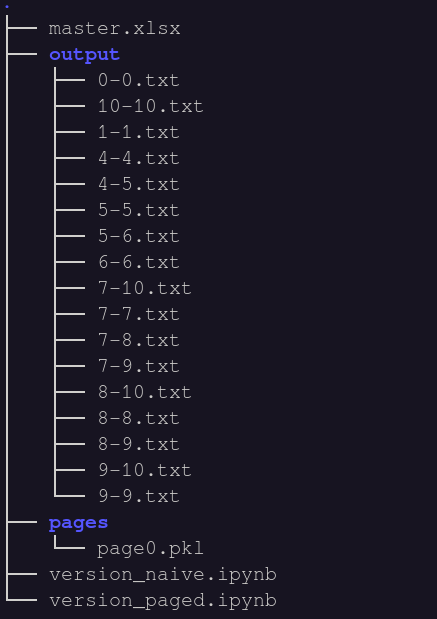 .
├── master.xlsx
├── output
│   ├── 0-0.txt
│   ├── 10-10.txt
│   ├── 1-1.txt
│   ├── 4-4.txt
│   ├── 4-5.txt
│   ├── 5-5.txt
│   ├── 5-6.txt
│   ├── 6-6.txt
│   ├── 7-10.txt
│   ├── 7-7.txt
│   ├── 7-8.txt
│   ├── 7-9.txt
│   ├── 8-10.txt
│   ├── 8-8.txt
│   ├── 8-9.txt
│   ├── 9-10.txt
│   └── 9-9.txt
├── pages
│   └── page0.pkl
├── version_naive.ipynb
└── version_paged.ipynb